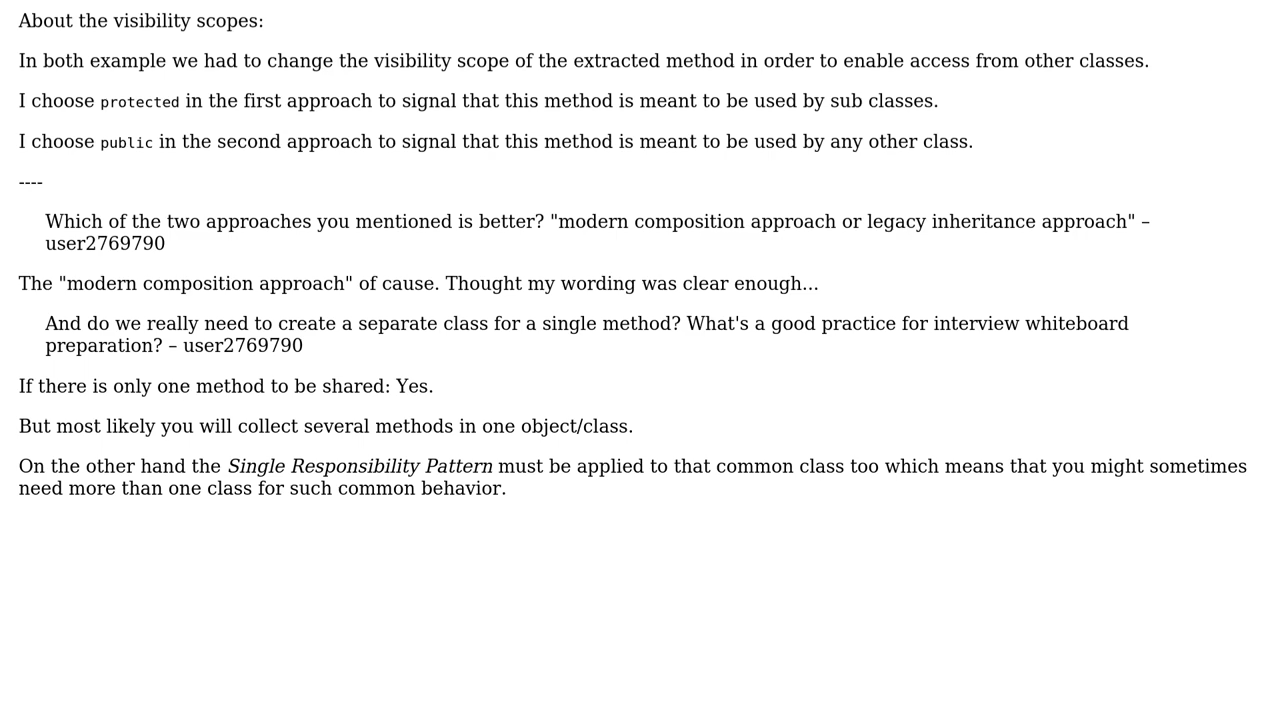 About the visibility scopes:
In both example we had to change the visibility scope of the extracted method in order to enable access from other classes.
I choose protected in the first approach to signal that this method is meant to be used by sub classes.
I choose public in the second approach to signal that this method is meant to be used by any other class.
----
Which of the two approaches you mentioned is better? "modern composition approach or legacy inheritance approach" –
user2769790
The "modern composition approach" of cause. Thought my wording was clear enough...
And do we really need to create a separate class for a single method? What's a good practice for interview whiteboard
preparation? – user2769790
If there is only one method to be shared: Yes.
But most likely you will collect several methods in one object/class.
On the other hand the Single Responsibility Pattern must be applied to that common class too which means that you might sometimes
need more than one class for such common behavior.